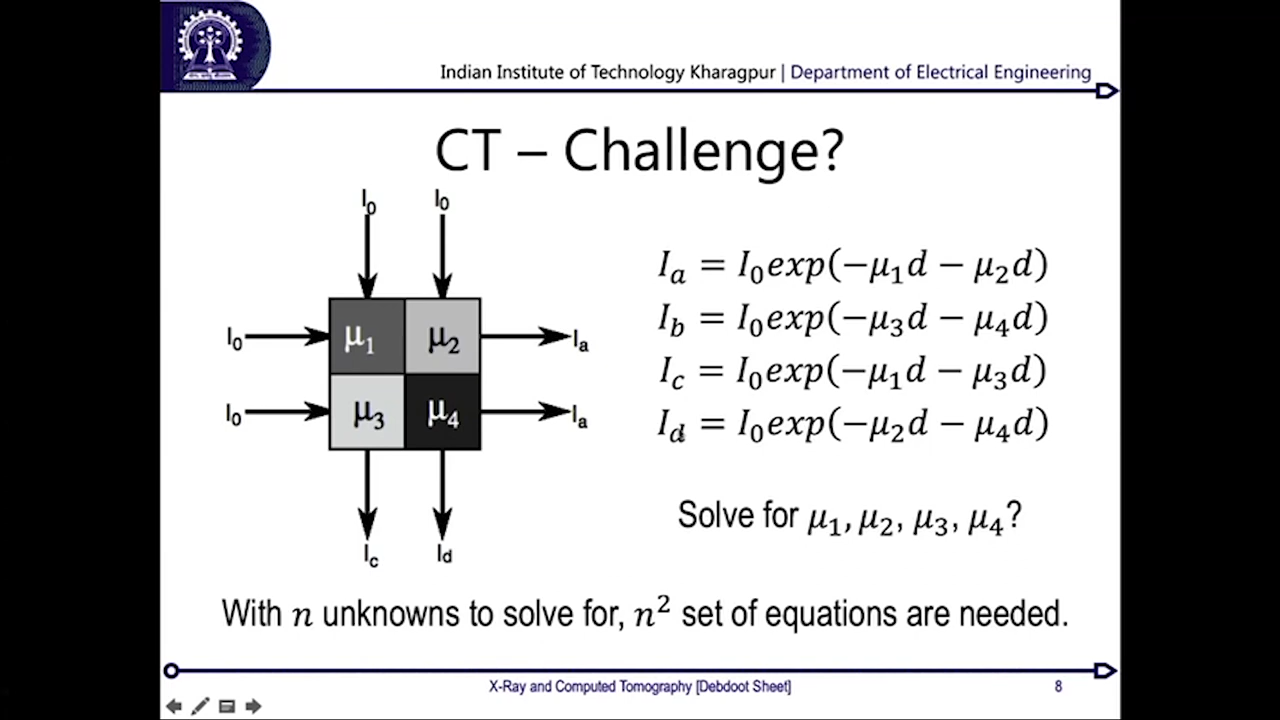 Indian Institute of Technology Kharagpur | Department of Electrical Engineering
CT – Challenge?
I₀ I₀
I₀ μ₁ μ₂ Iₐ
I₀ μ₃ μ₄ Iₐ
I_c I_d
I_a = I₀exp(−μ₁d − μ₂d)
I_b = I₀exp(−μ₃d − μ₄d)
I_c = I₀exp(−μ₁d − μ₃d)
I_d = I₀exp(−μ₂d − μ₄d)
Solve for μ₁, μ₂, μ₃, μ₄?
With n unknowns to solve for, n² set of equations are needed.
X-Ray and Computed Tomography [Debdoot Sheet] 8